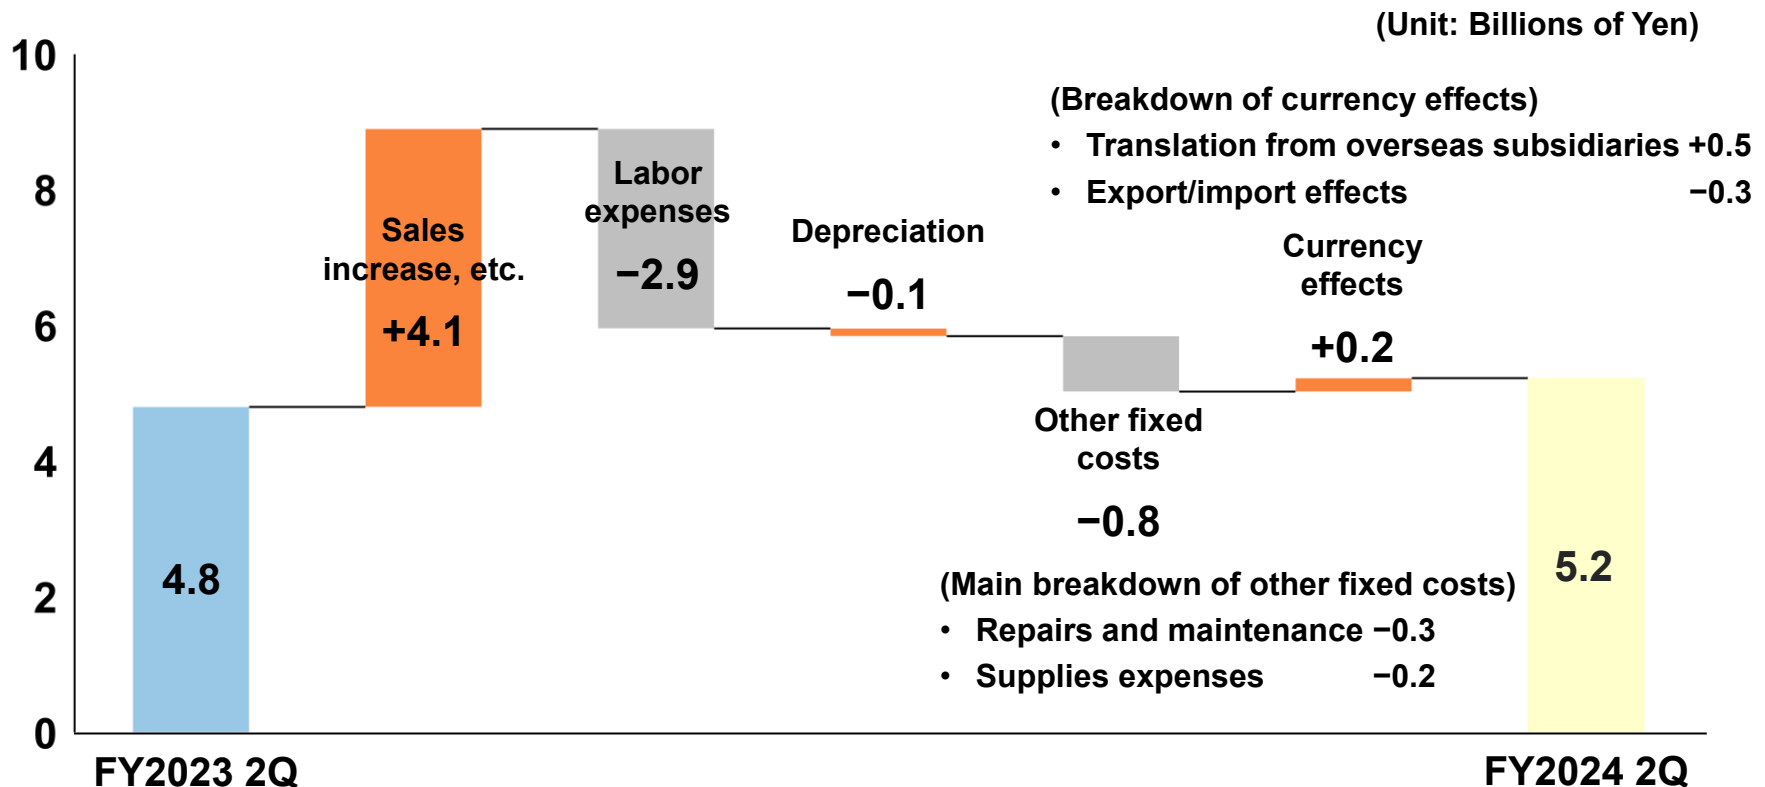 (Unit: Billions of Yen)
10
8
6
4
2
0
(Breakdown of currency effects)
• Translation from overseas subsidiaries +0.5
• Export/import effects −0.3
Sales
increase, etc.
+4.1
Labor
expenses
−2.9
Depreciation
−0.1
Currency
effects
+0.2
Other fixed
costs
−0.8
(Main breakdown of other fixed costs)
• Repairs and maintenance −0.3
• Supplies expenses −0.2
4.8
5.2
FY2023 2Q
FY2024 2Q